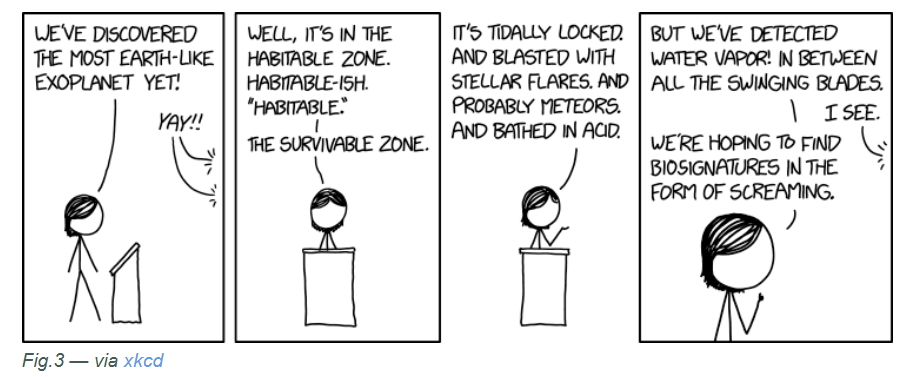 WE'VE DISCOVERED
THE MOST EARTH-LIKE
EXOPLANET YET!
YAY!!
WELL, IT'S IN THE
HABITABLE ZONE.
HABITABLE-ISH.
"HABITABLE."
THE SURVIVABLE ZONE.
IT'S TIDALLY LOCKED.
AND BLASTED WITH
STELLAR FLARES. AND
PROBABLY METEORS.
AND BATHED IN ACID.
BUT WE'VE DETECTED
WATER VAPOR! IN BETWEEN
ALL THE SWINGING BLADES.
I SEE.
WE'RE HOPING TO FIND
BIOSIGNATURES IN THE
FORM OF SCREAMING.
Fig.3 — via xkcd